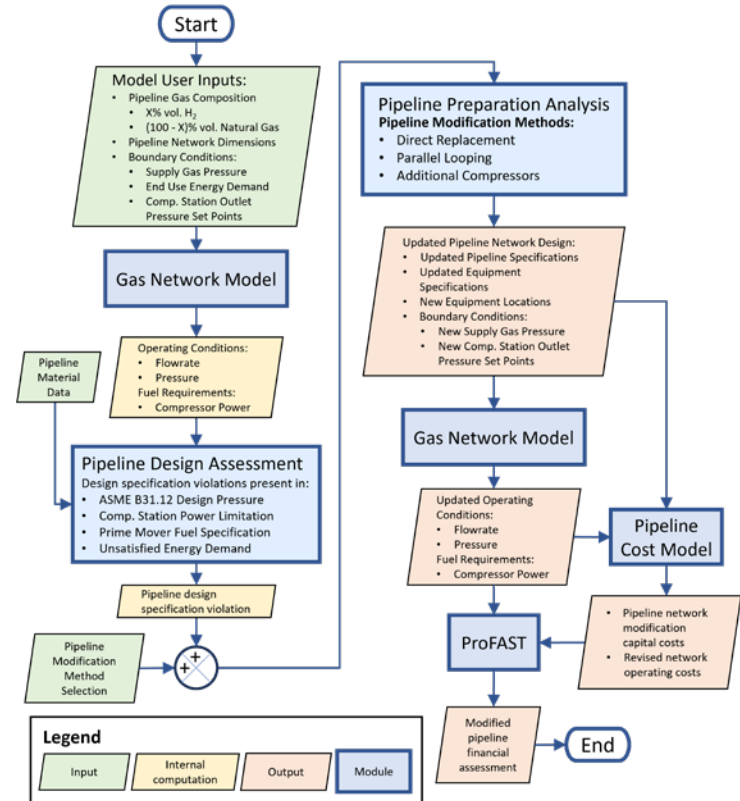 Start
Model User Inputs:
• Pipeline Gas Composition
• X% vol. H₂
• (100 - X)% vol. Natural Gas
• Pipeline Network Dimensions
• Boundary Conditions:
• Supply Gas Pressure
• End Use Energy Demand
• Comp. Station Outlet
Pressure Set Points
Gas Network Model
Operating Conditions:
• Flowrate
• Pressure
Fuel Requirements:
• Compressor Power
Pipeline
Material
Data
Pipeline Design Assessment
Design specification violations present in:
• ASME B31.12 Design Pressure
• Comp. Station Power Limitation
• Prime Mover Fuel Specification
• Unsatisfied Energy Demand
Pipeline design
specification violation
Pipeline
Modification
Method
Selection
+
+
Pipeline Preparation Analysis
Pipeline Modification Methods:
• Direct Replacement
• Parallel Looping
• Additional Compressors
Updated Pipeline Network Design:
• Updated Pipeline Specifications
• Updated Equipment
Specifications
• New Equipment Locations
• Boundary Conditions:
• New Supply Gas Pressure
• New Comp. Station Outlet
Pressure Set Points
Gas Network Model
Updated Operating
Conditions:
• Flowrate
• Pressure
Fuel Requirements:
• Compressor Power
Pipeline
Cost Model
• Pipeline network
modification
capital costs
• Revised network
operating costs
ProFAST
Modified
pipeline
financial
assessment
End
Legend
Input
Internal
computation
Output
Module